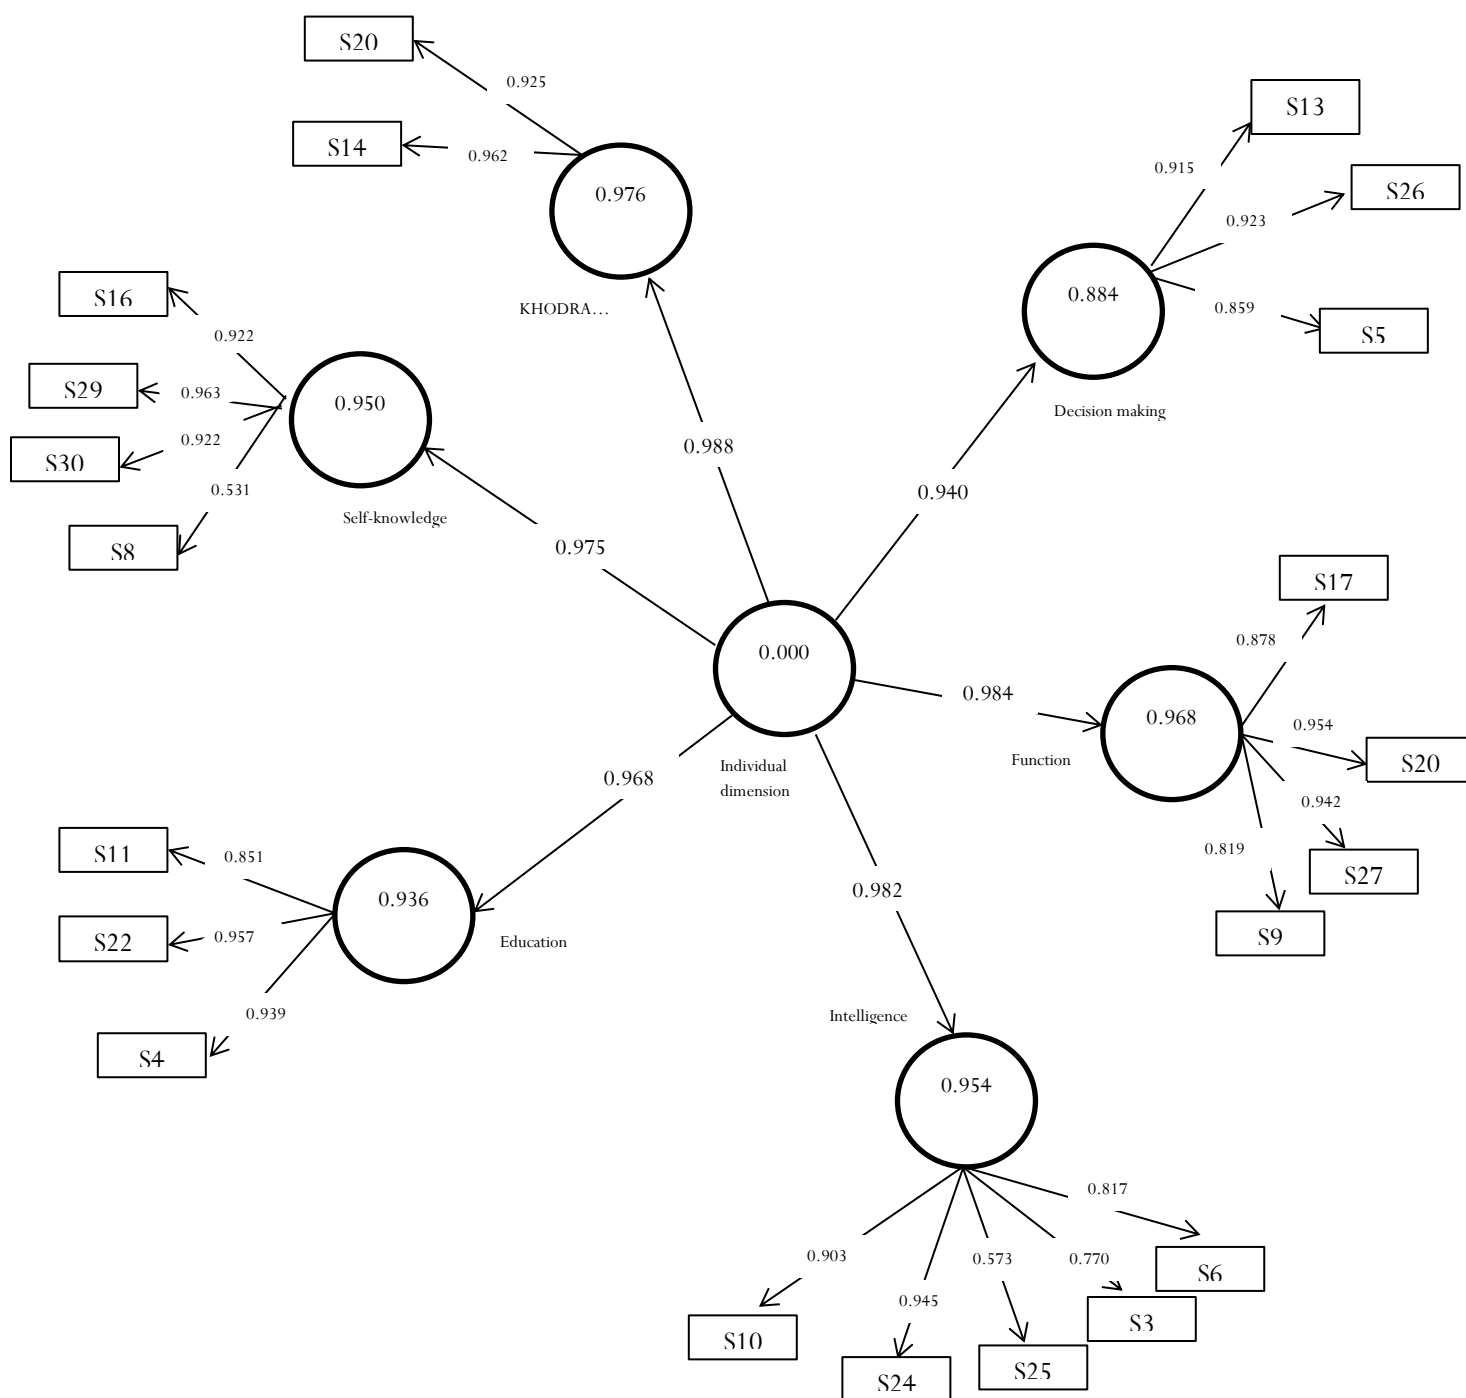 S20
0.925
S13
S14
0.962
0.915
0.976
S26
0.923
S16
0.884
KHODRA…
0.859
S5
0.922
S29
0.963
0.950
Decision making
0.922
S30
0.988
0.531
0.940
Self-knowledge
S8
0.975
S17
0.878
0.000
0.984
0.968
0.954
Function
S20
Individual
dimension
0.968
0.942
0.819
S11
0.851
S27
0.982
0.936
S22
0.957
S9
Education
0.939
Intelligence
S4
0.954
0.817
0.903
0.573
0.770
S6
0.945
S3
S10
S25
S24